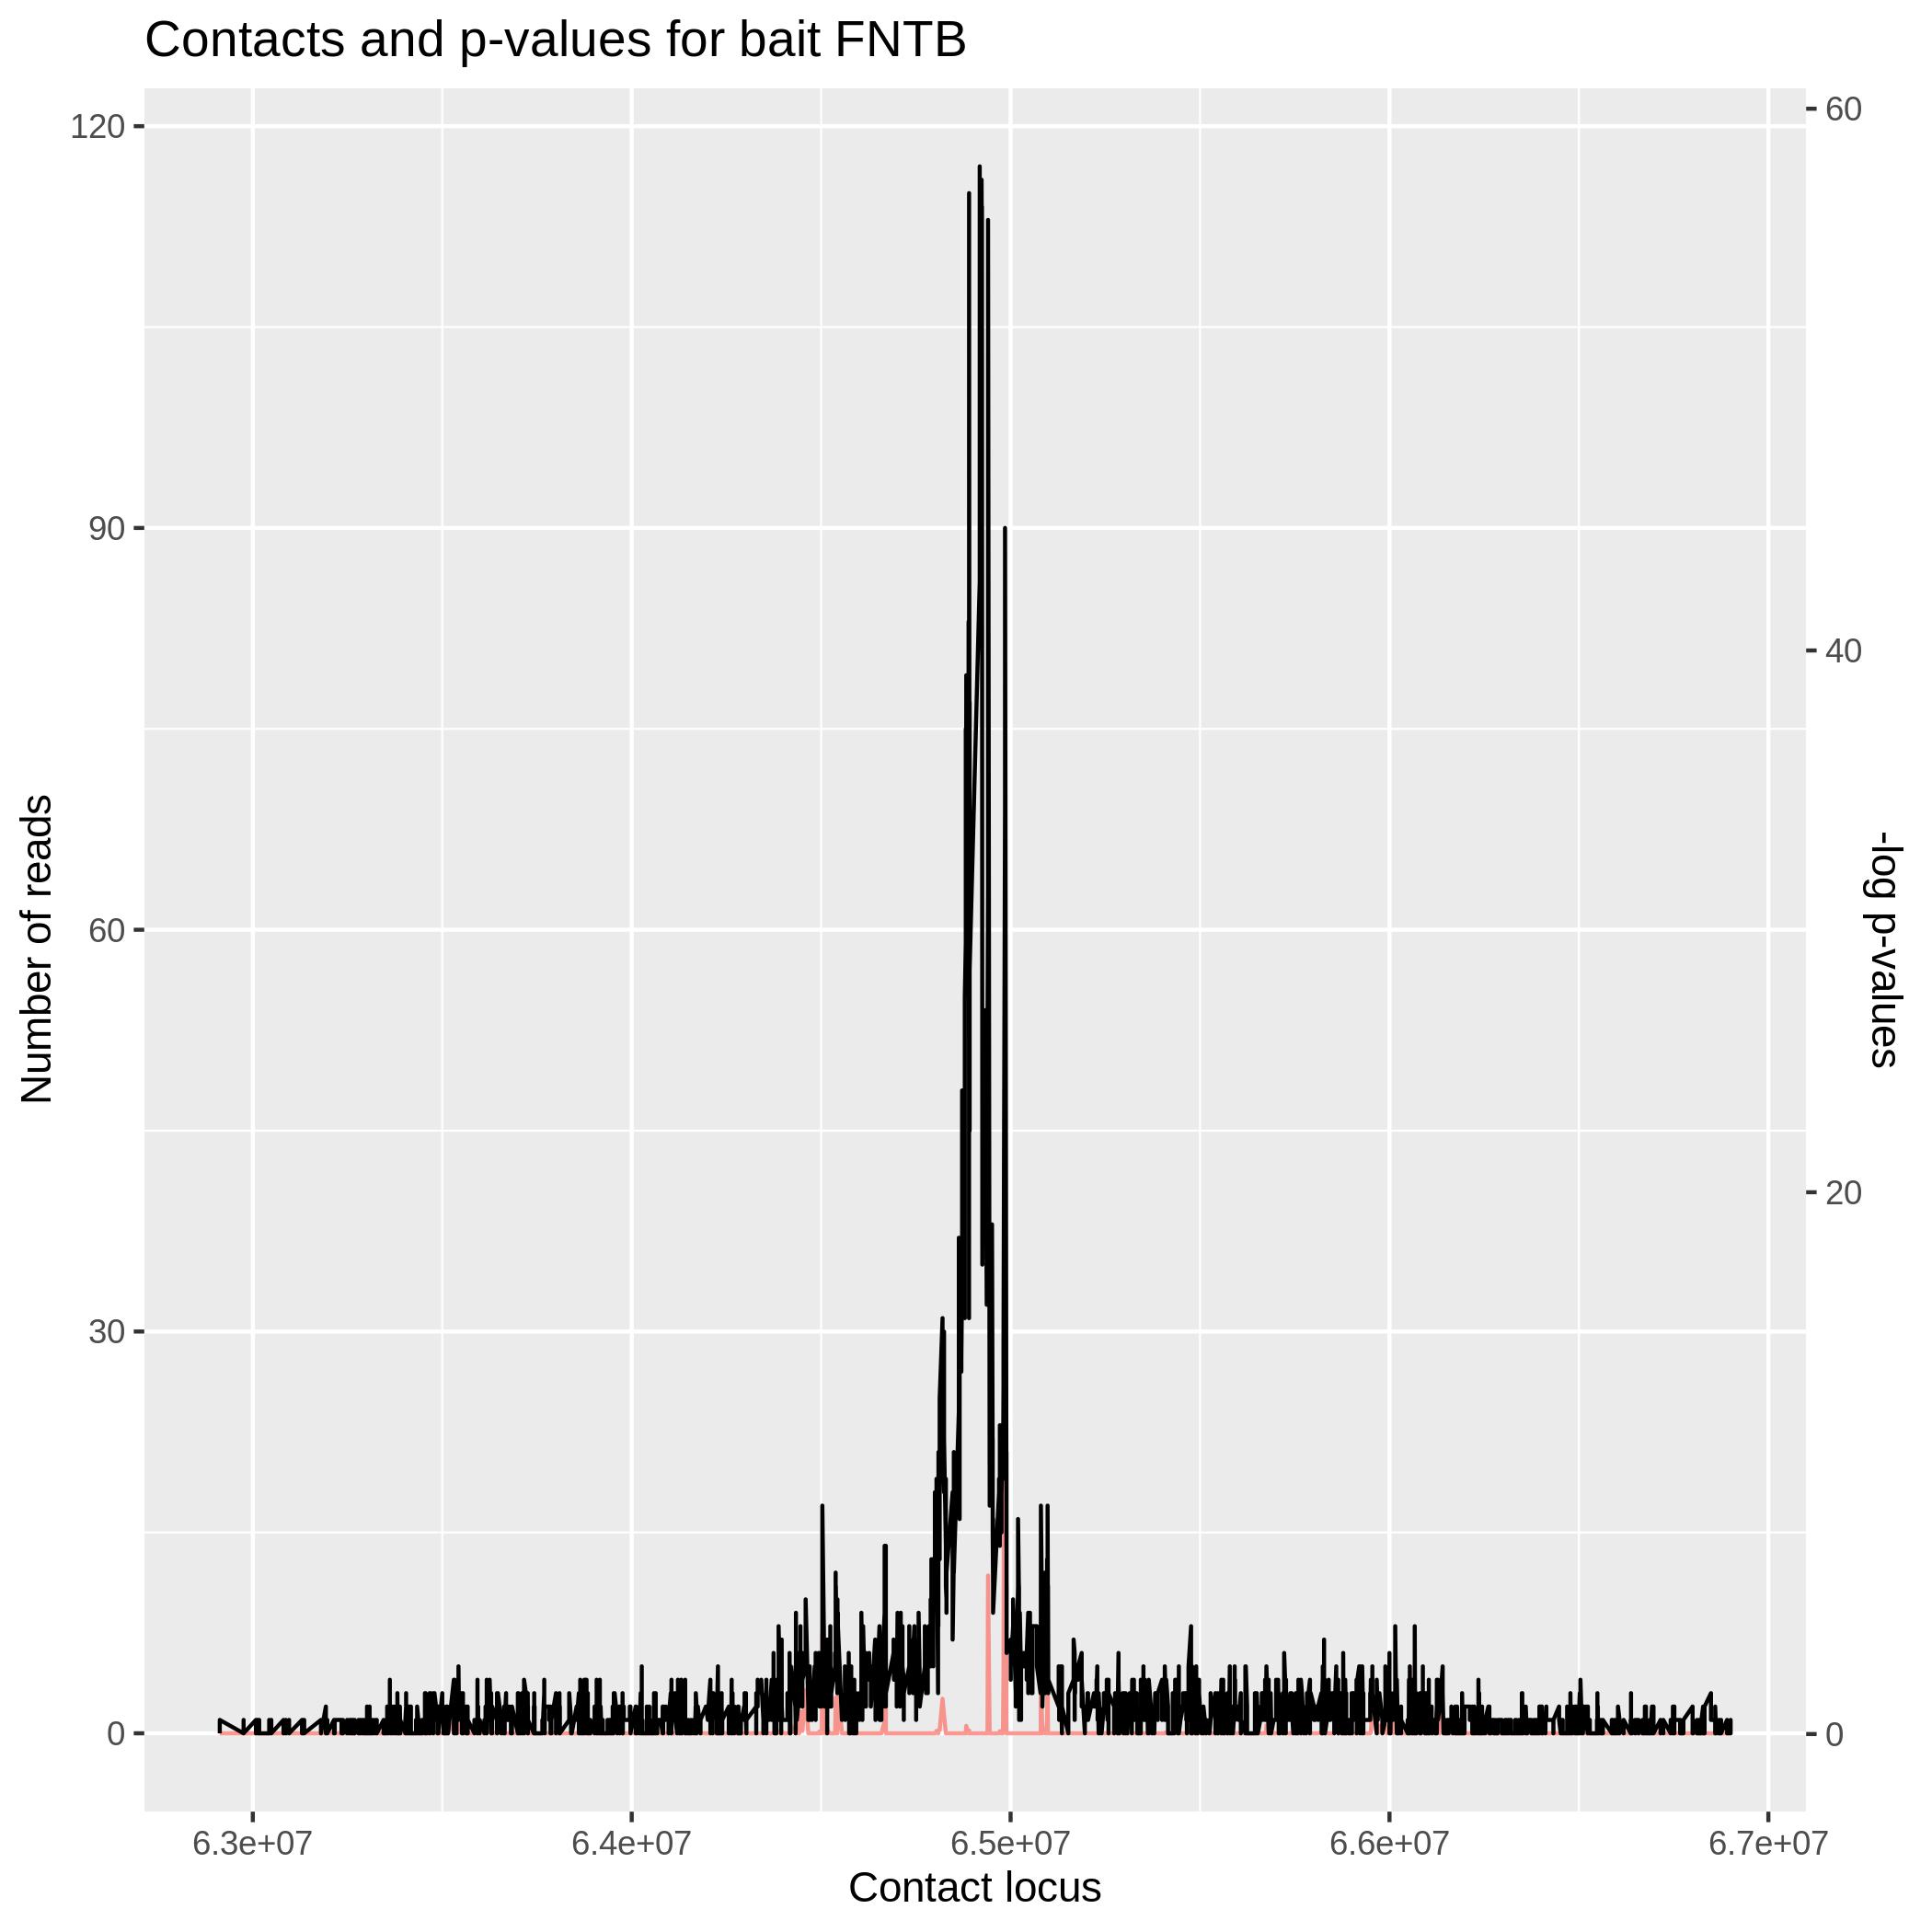 Contacts and p-values for bait FNTB
120
90
60
30
0
60
40
20
0
Number of reads
-log p-values
6.3e+07 6.4e+07 6.5e+07 6.6e+07 6.7e+07
Contact locus